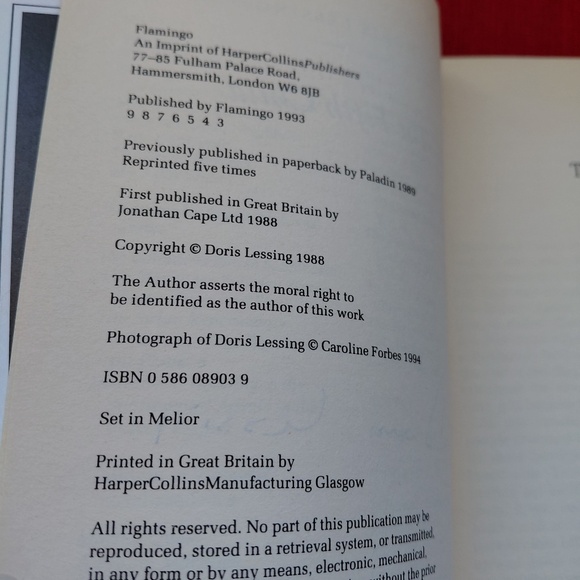 Flamingo
An Imprint of HarperCollinsPublishers
77–85 Fulham Palace Road,
Hammersmith, London W6 8JB
Published by Flamingo 1993
9 8 7 6 5 4 3
Previously published in paperback by Paladin 1989
Reprinted five times
First published in Great Britain by
Jonathan Cape Ltd 1988
Copyright © Doris Lessing 1988
The Author asserts the moral right to
be identified as the author of this work
Photograph of Doris Lessing © Caroline Forbes 1994
ISBN 0 586 08903 9
Set in Melior
Printed in Great Britain by
HarperCollinsManufacturing Glasgow
All rights reserved. No part of this publication may be
reproduced, stored in a retrieval system, or transmitted,
in any form or by any means, electronic, mechanical,
without the prior